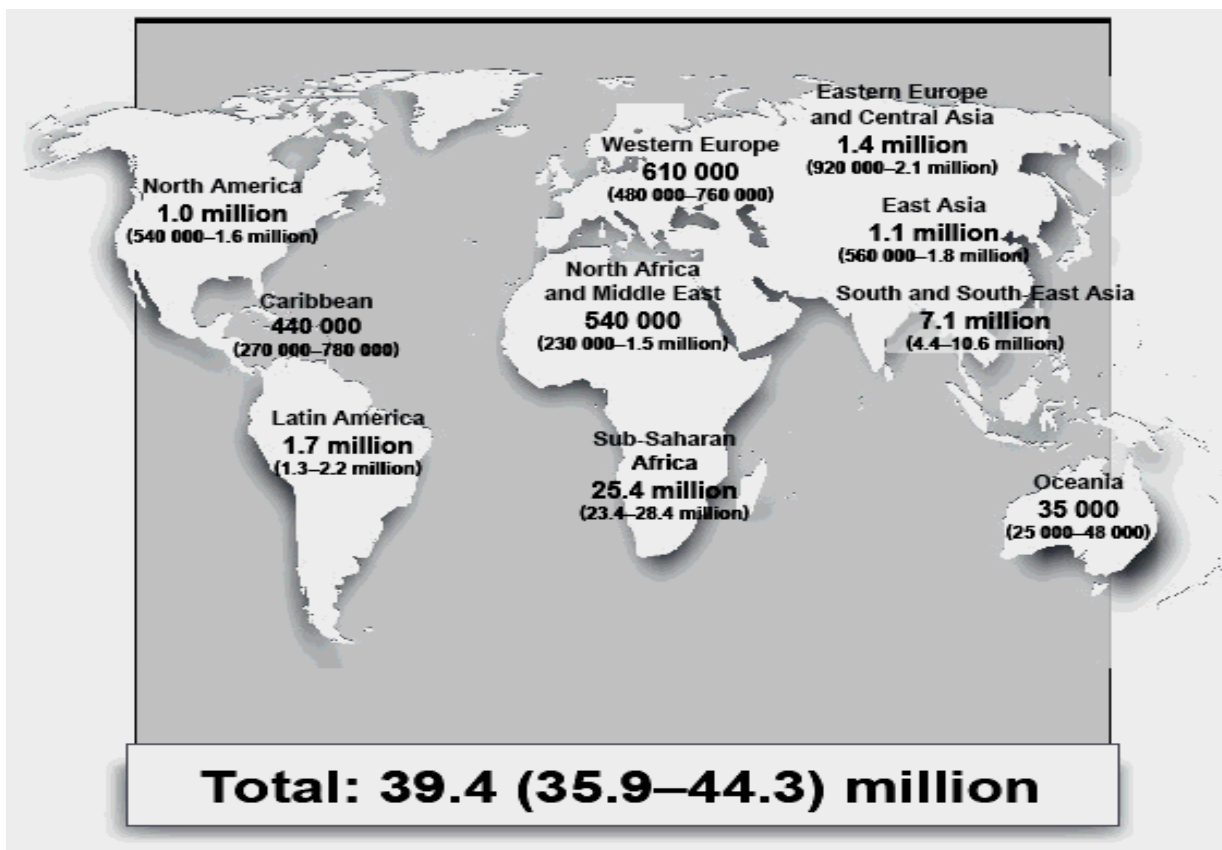 North America
1.0 million
(540 000–1.6 million)
Caribbean
440 000
(270 000–780 000)
Latin America
1.7 million
(1.3–2.2 million)
Western Europe
610 000
(480 000–760 000)
North Africa
and Middle East
540 000
(230 000–1.5 million)
Sub-Saharan
Africa
25.4 million
(23.4–28.4 million)
Eastern Europe
and Central Asia
1.4 million
(920 000–2.1 million)
East Asia
1.1 million
(560 000–1.8 million)
South and South-East Asia
7.1 million
(4.4–10.6 million)
Oceania
35 000
(25 000–48 000)
Total: 39.4 (35.9–44.3) million